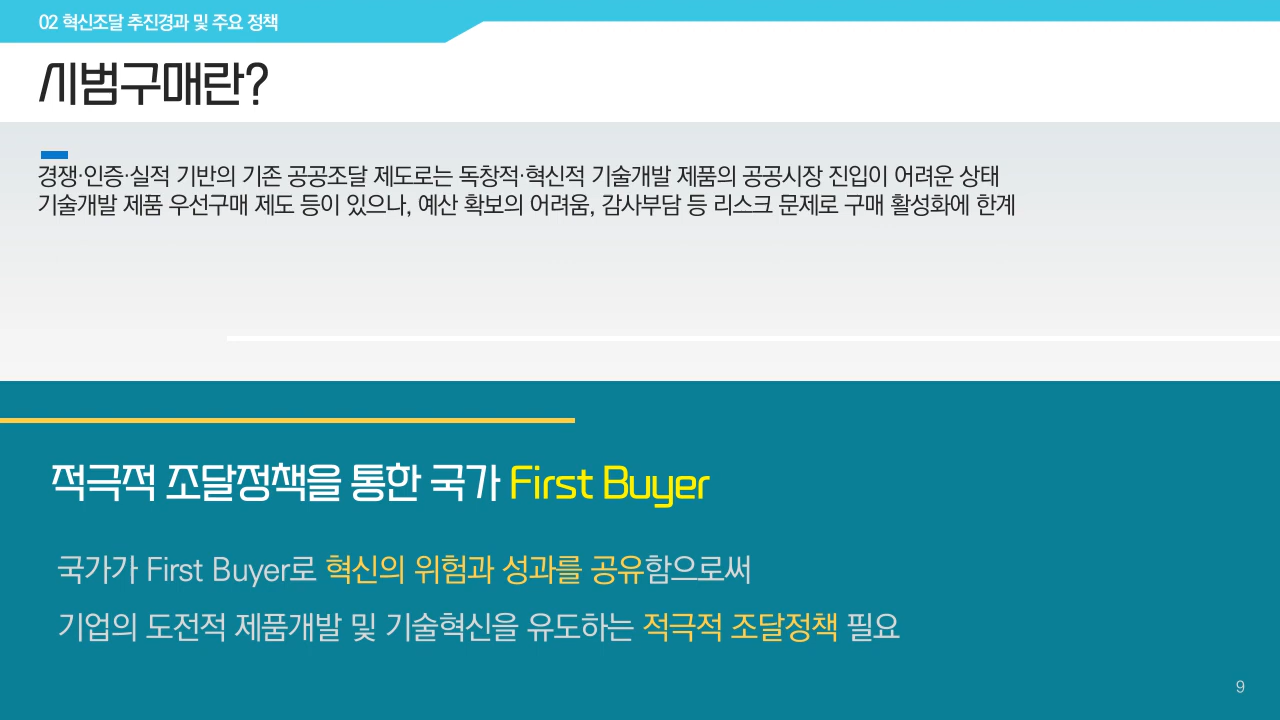 02 혁신조달 추진경과 및 주요 정책
시범구매란?
경쟁·인증·실적 기반의 기존 공공조달 제도로는 독창적·혁신적 기술개발 제품의 공공시장 진입이 어려운 상태
기술개발 제품 우선구매 제도 등이 있으나, 예산 확보의 어려움, 감사부담 등 리스크 문제로 구매 활성화에 한계
적극적 조달정책을 통한 국가 First Buyer
국가가 First Buyer로 혁신의 위험과 성과를 공유함으로써
기업의 도전적 제품개발 및 기술혁신을 유도하는 적극적 조달정책 필요
9